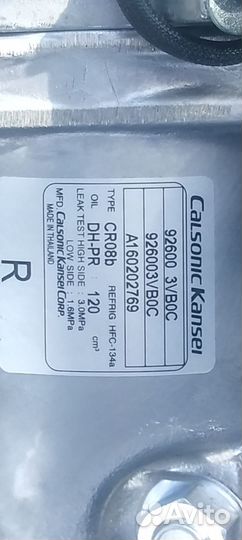 Calsonic Kansei
92600 3VB0C
926003VB0C
A160202769
TYPE CR08b REFRIG HFC-134a
OIL DH-PR : 120 cm³
LEAK TEST HIGH SIDE : 3.0MPa
LOW SIDE : 1.6MPa
MFD. Calsonic Kansei CORP.
MADE IN THAILAND
R
Avito